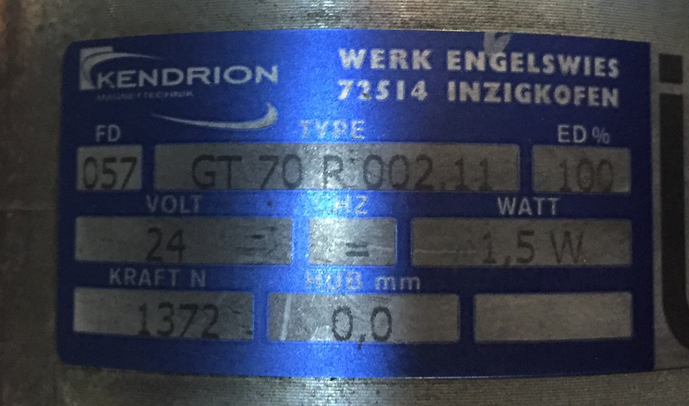 KENDRION
MAGNETTECHNIK
WERK ENGELSWIES
72514 INZIGKOFEN
FD TYPE ED %
057 GT 70 R 002.11 100
VOLT HZ WATT
24 = = 1,5 W
KRAFT N HUB mm
1372 0,0